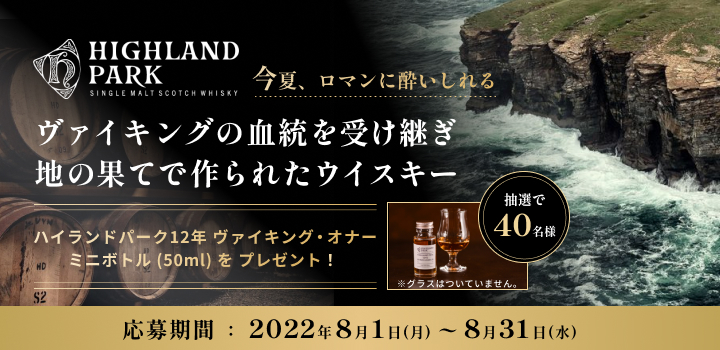 HIGHLAND
PARK
SINGLE MALT SCOTCH WHISKY
今夏、ロマンに酔いしれる
ヴァイキングの血統を受け継ぎ
地の果てで作られたウイスキー
ハイランドパーク12年 ヴァイキング・オナー
ミニボトル (50ml) を プレゼント！
抽選で
40名様
※グラスはついていません。
HD
S2
応募期間 ： 2022年8月1日(月) ～ 8月31日(水)